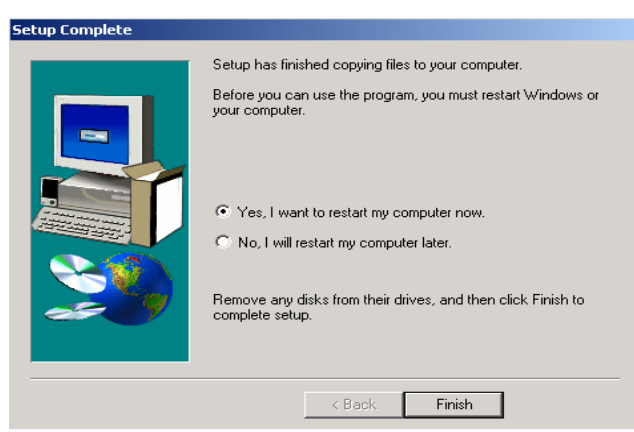 Setup Complete
Setup has finished copying files to your computer.
Before you can use the program, you must restart Windows or
your computer.
Yes, I want to restart my computer now.
No, I will restart my computer later.
Remove any disks from their drives, and then click Finish to
complete setup.
< Back
Finish